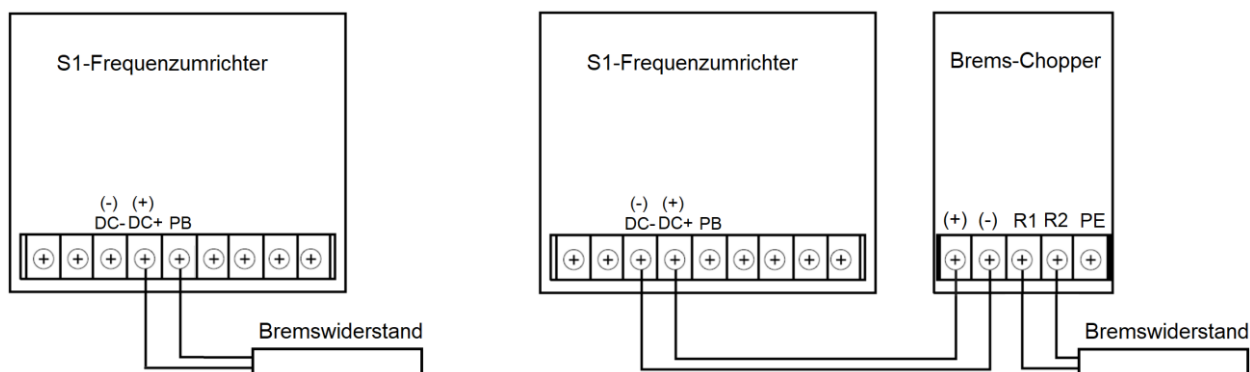 S1-Frequenzumrichter
(-) (+)
DC- DC+ PB
Bremswiderstand
S1-Frequenzumrichter
(-) (+)
DC- DC+ PB
Brems-Chopper
(+) (-) R1 R2 PE
Bremswiderstand